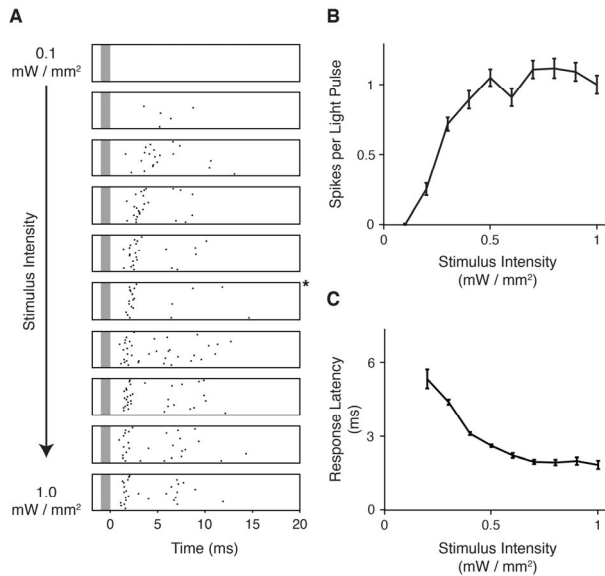 A
0.1
mW / mm²
Stimulus Intensity
1.0
mW / mm²
*
0
5
10
15
20
Time (ms)
B
Spikes per Light Pulse
1
0.5
0
0.5
1
Stimulus Intensity
(mW / mm²)
C
Response Latency
(ms)
6
3
0
0
0.5
1
Stimulus Intensity
(mW / mm²)